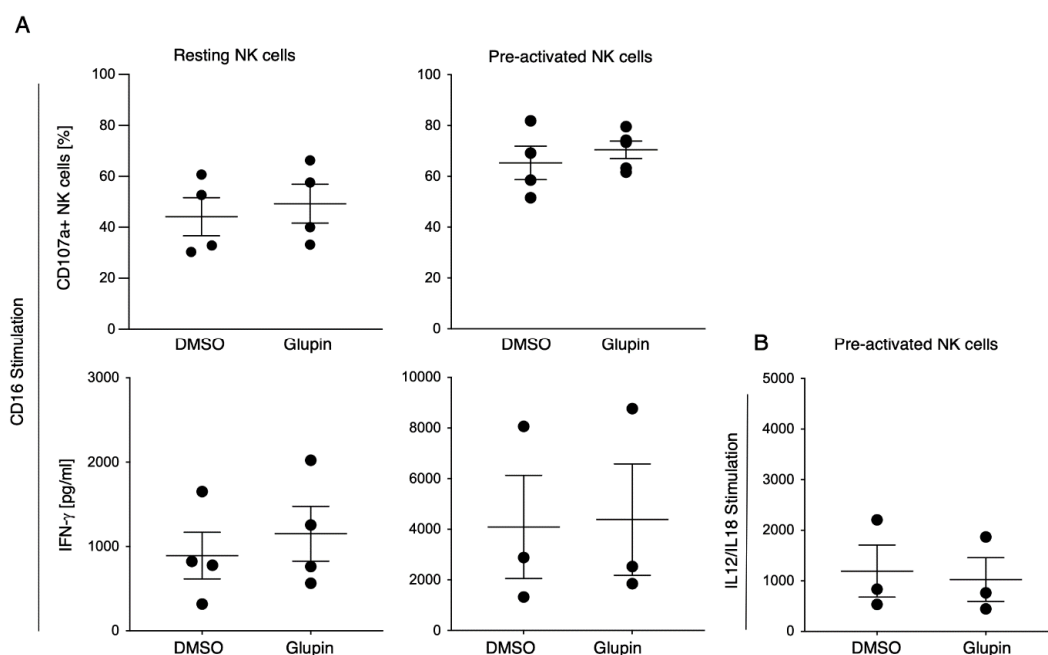 A
Resting NK cells
Pre-activated NK cells
CD16 Stimulation
CD107a+ NK cells [%]
100
80
60
40
20
0
DMSO
Glupin
100
80
60
40
20
0
DMSO
Glupin
IFN-γ [pg/ml]
3000
2000
1000
0
DMSO
Glupin
10000
8000
6000
4000
2000
0
DMSO
Glupin
B
Pre-activated NK cells
IL12/IL18 Stimulation
5000
4000
3000
2000
1000
0
DMSO
Glupin